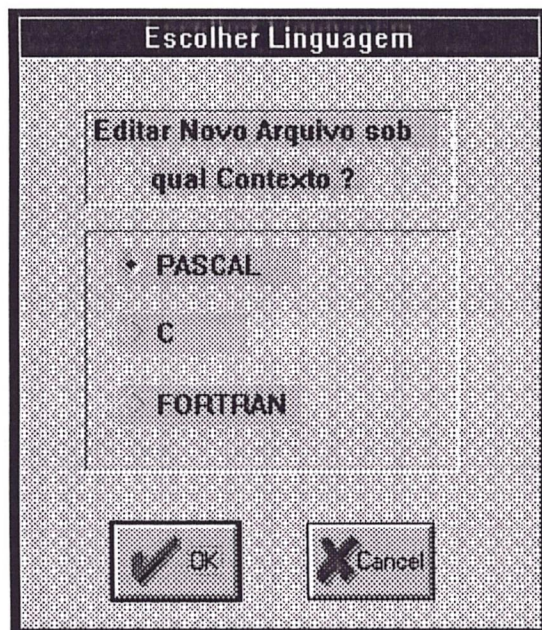 Escolher Linguagem
Editar Novo Arquivo sob
qual Contexto ?
PASCAL
C
FORTRAN
OK
Cancel